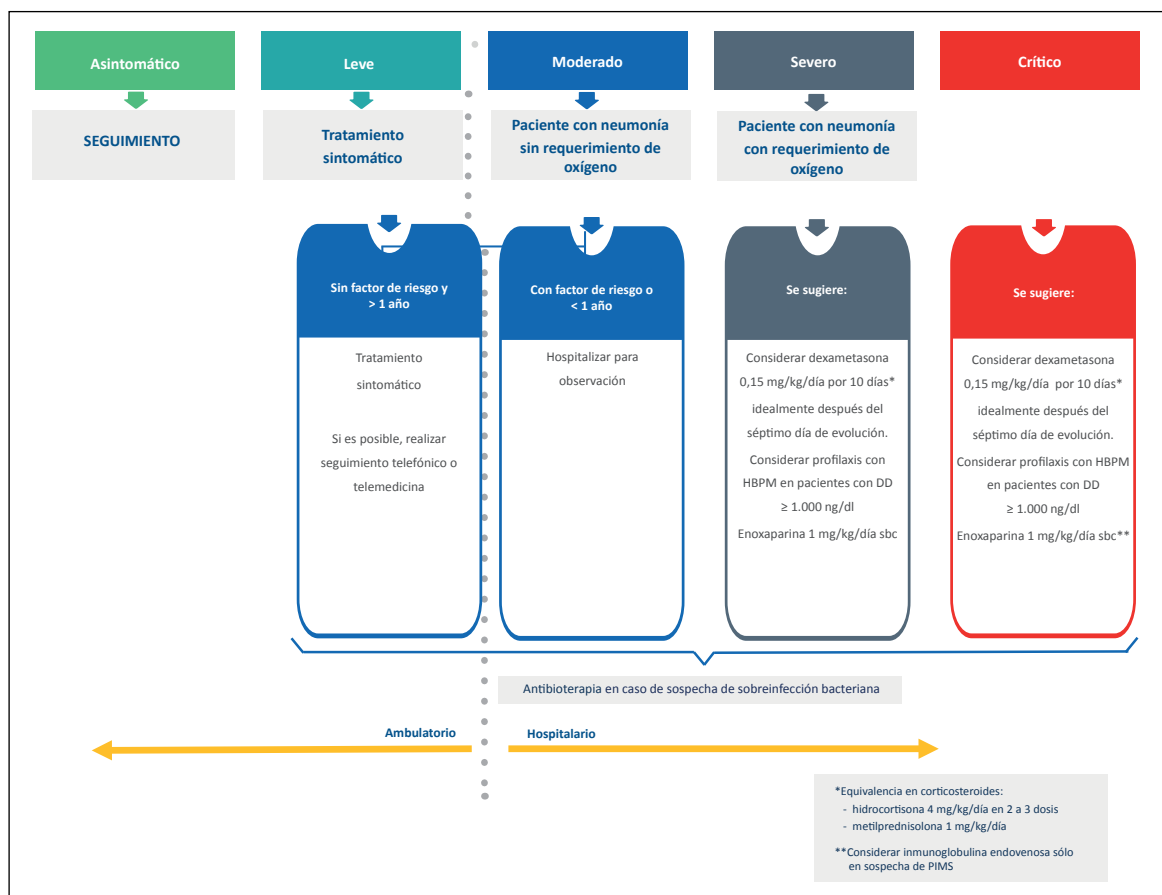 Asintomático
Leve
Moderado
Severo
Crítico
SEGUIMIENTO
Tratamiento
sintomático
Paciente con neumonía
sin requerimiento de
oxígeno
Paciente con neumonía
con requerimiento de
oxígeno
Sin factor de riesgo y
> 1 año
Tratamiento
sintomático
Si es posible, realizar
seguimiento telefónico o
telemedicina
Con factor de riesgo o
< 1 año
Hospitalizar para
observación
Se sugiere:
Considerar dexametasona
0,15 mg/kg/día por 10 días*
idealmente después del
séptimo día de evolución.
Considerar profilaxis con
HBPM en pacientes con DD
≥ 1.000 ng/dl
Enoxaparina 1 mg/kg/día sbc
Se sugiere:
Considerar dexametasona
0,15 mg/kg/día por 10 días*
idealmente después del
séptimo día de evolución.
Considerar profilaxis con HBPM
en pacientes con DD
≥ 1.000 ng/dl
Enoxaparina 1 mg/kg/día sbc**
Antibioterapia en caso de sospecha de sobreinfección bacteriana
Ambulatorio
Hospitalario
*Equivalencia en corticosteroides:
- hidrocortisona 4 mg/kg/día en 2 a 3 dosis
- metilprednisolona 1 mg/kg/día
**Considerar inmunoglobulina endovenosa sólo
en sospecha de PIMS